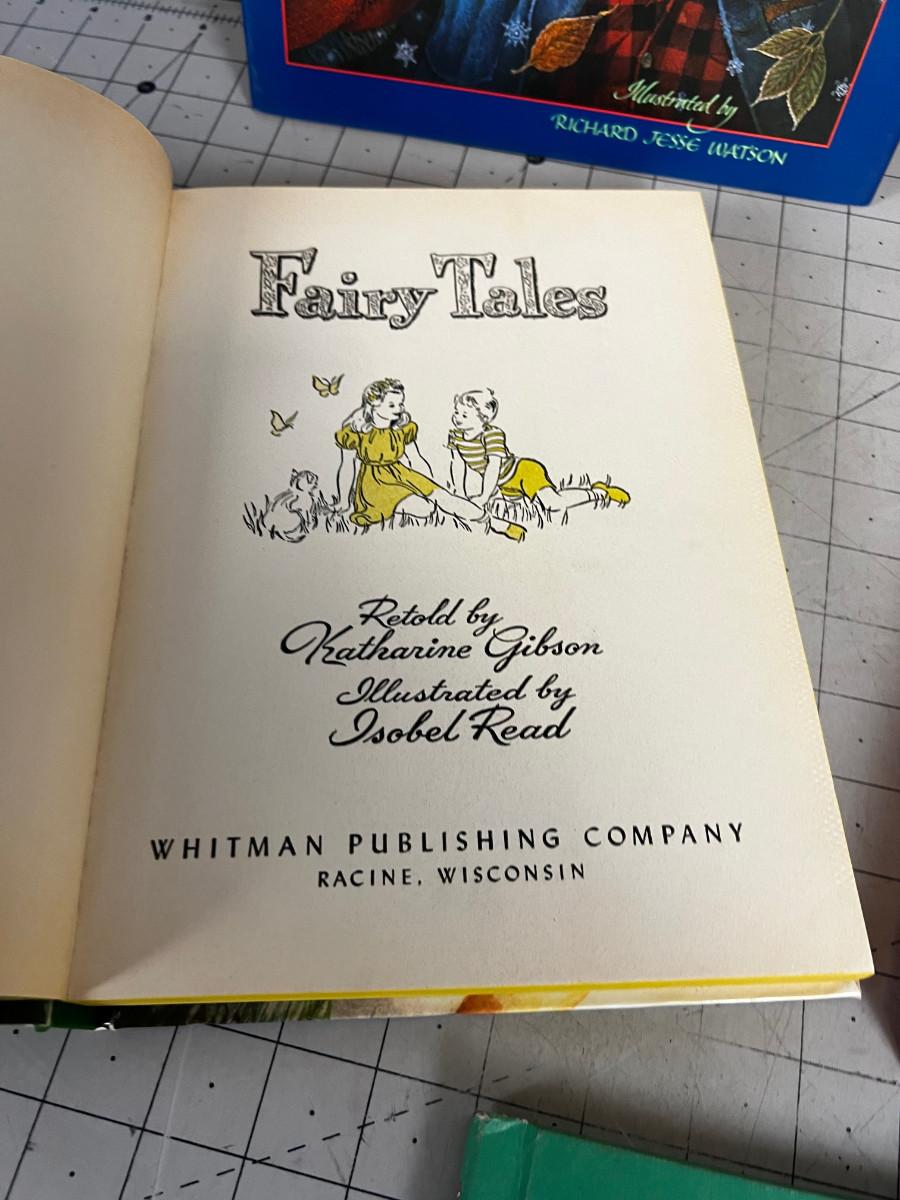 Illustrated by
RICHARD JESSE WATSON
Fairy Tales
Retold by
Katharine Gibson
Illustrated by
Isobel Read
WHITMAN PUBLISHING COMPANY
RACINE, WISCONSIN